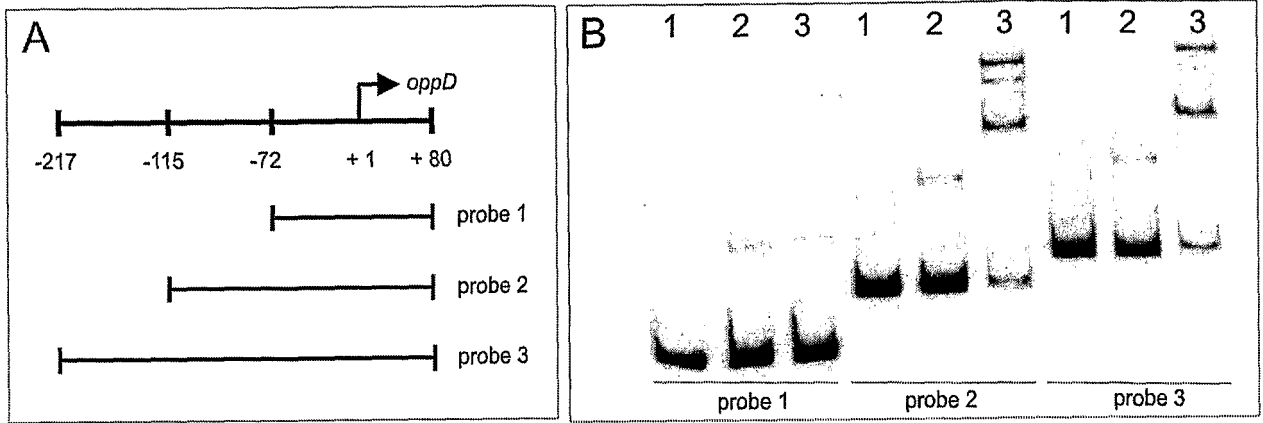 A
oppD
-217 -115 -72 + 1 + 80
probe 1
probe 2
probe 3
B
1 2 3 1 2 3 1 2 3
probe 1 probe 2 probe 3